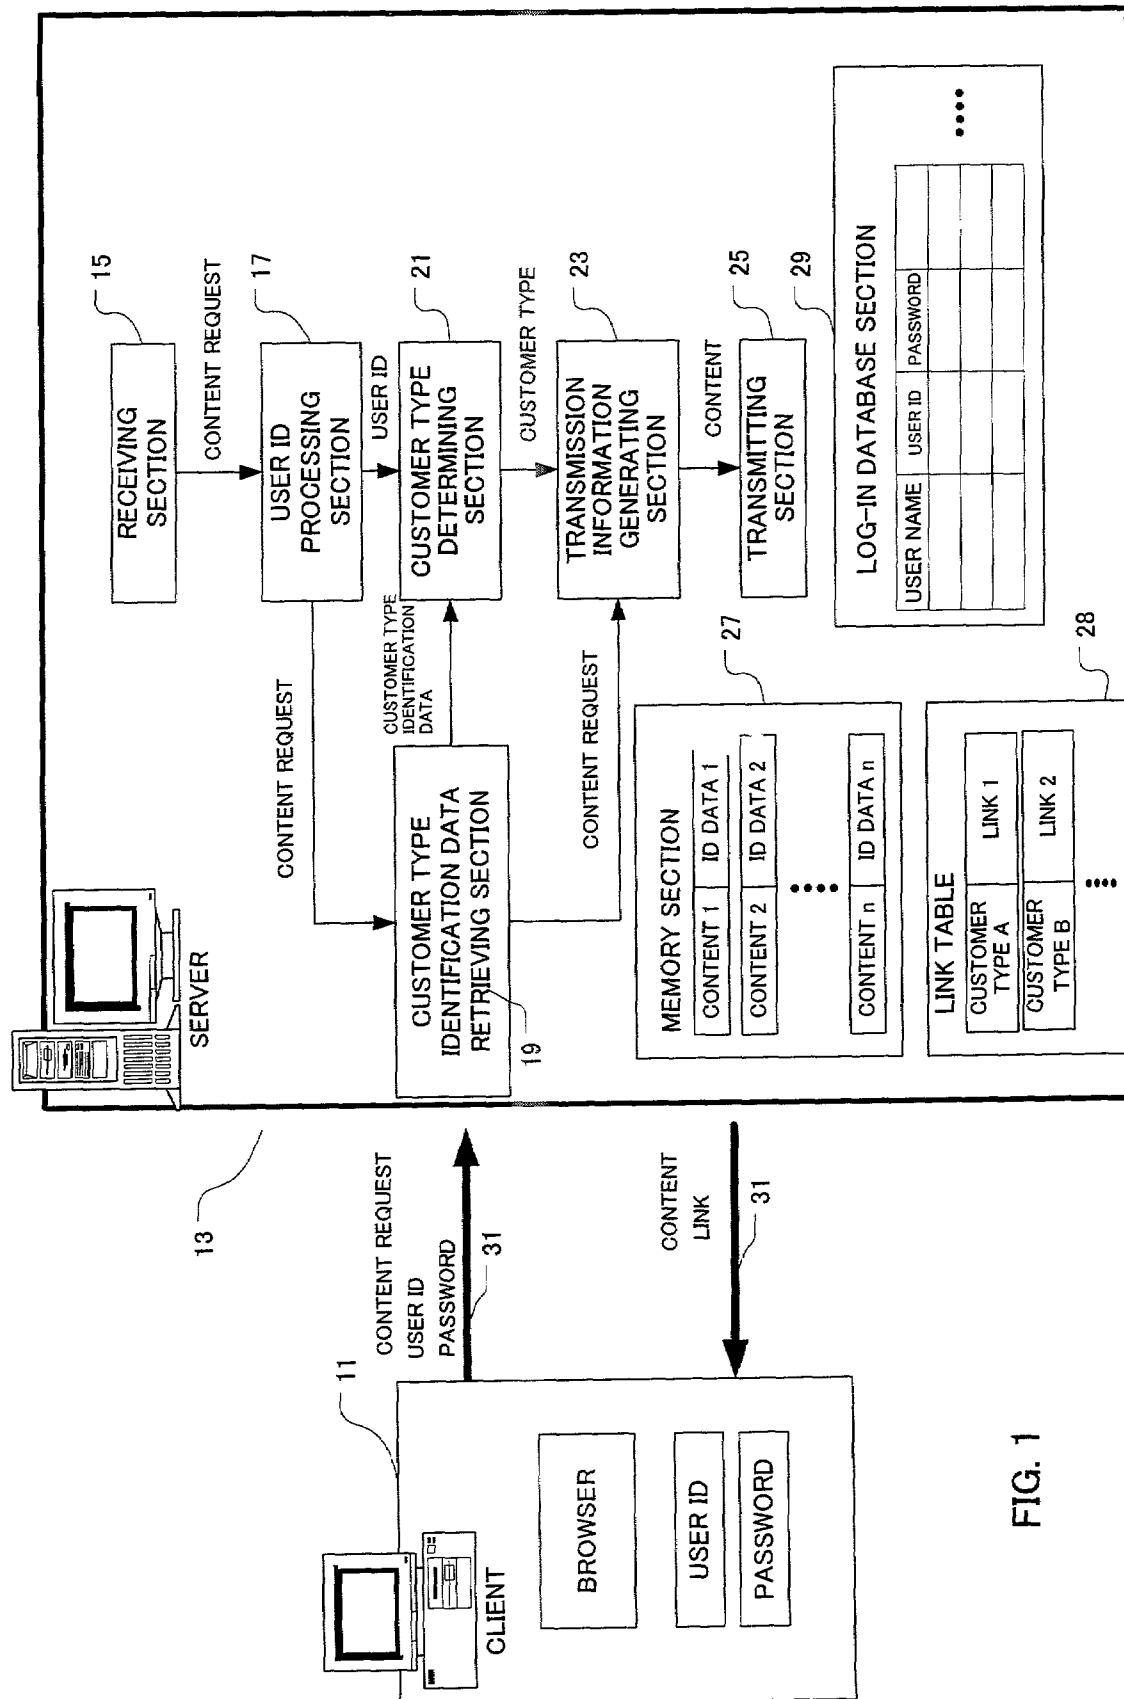 SERVER
13
RECEIVING
SECTION
15
CONTENT REQUEST
USER ID
PROCESSING
SECTION
17
CONTENT REQUEST
USER ID
CUSTOMER TYPE
IDENTIFICATION DATA
RETRIEVING SECTION
19
CUSTOMER TYPE
IDENTIFICATION
DATA
CUSTOMER TYPE
DETERMINING
SECTION
21
CUSTOMER TYPE
CONTENT REQUEST
TRANSMISSION
INFORMATION
GENERATING
SECTION
23
CONTENT
TRANSMITTING
SECTION
25
MEMORY SECTION
27
CONTENT 1 ID DATA 1
CONTENT 2 ID DATA 2
CONTENT n ID DATA n
LINK TABLE
28
CUSTOMER
TYPE A
LINK 1
CUSTOMER
TYPE B
LINK 2
LOG-IN DATABASE SECTION
29
USER NAME USER ID PASSWORD
CONTENT REQUEST
USER ID
PASSWORD
31
CONTENT
LINK
31
11
CLIENT
BROWSER
USER ID
PASSWORD
FIG. 1